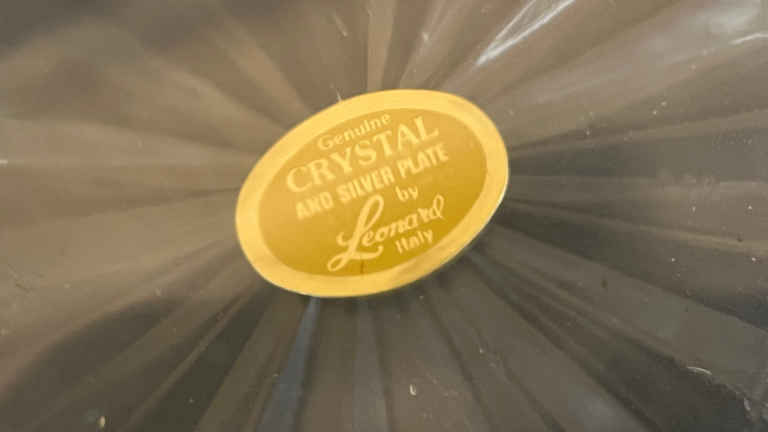 Genuine
CRYSTAL
AND SILVER PLATE
by
Leonard
Italy